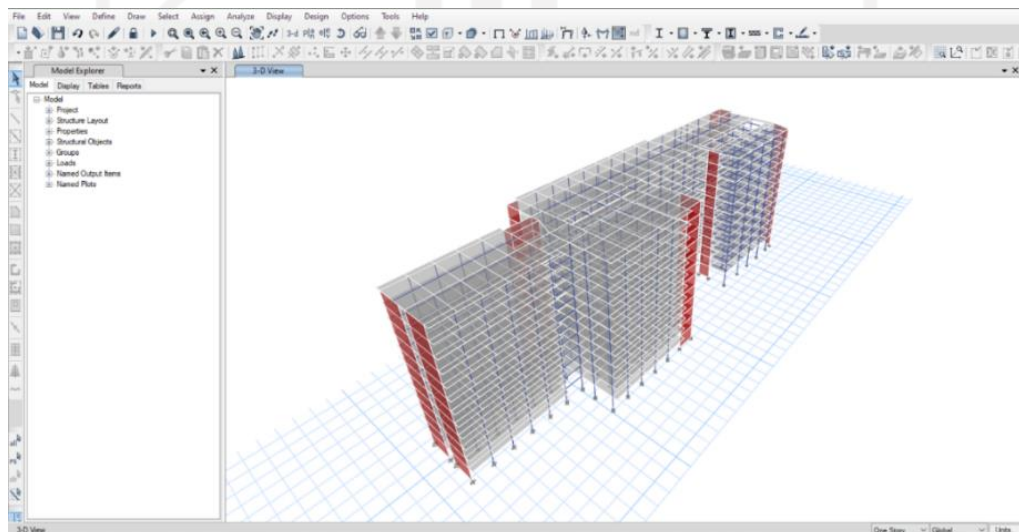 File Edit View Define Draw Select Assign Analyze Display Design Options Tools Help
3-d
Model Explorer
3-D View
Model Display Tables Reports
Model
Project
Structure Layout
Properties
Structural Objects
Groups
Loads
Named Output Items
Named Plots
3-D View
One Story Global Units